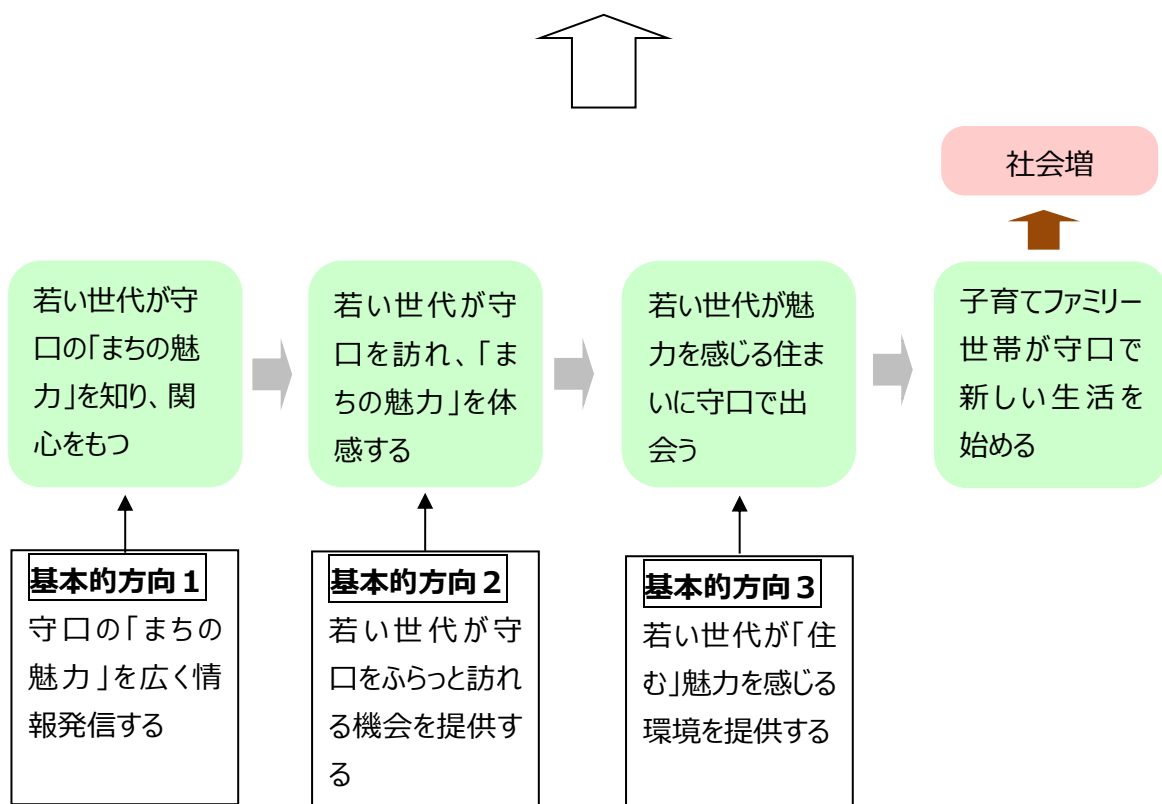 社会増
若い世代が守
口の「まちの魅
力」を知り、関
心をもつ
若い世代が守
口を訪れ、「ま
ちの魅力」を体
感する
若い世代が魅
力を感じる住ま
いに守口で出
会う
子育てファミリー
世帯が守口で
新しい生活を
始める
基本的方向1
守口の「まちの
魅力」を広く情
報発信する
基本的方向2
若い世代が守
口をふらっと訪れ
る機会を提供す
る
基本的方向3
若い世代が「住
む」魅力を感じる
環境を提供する